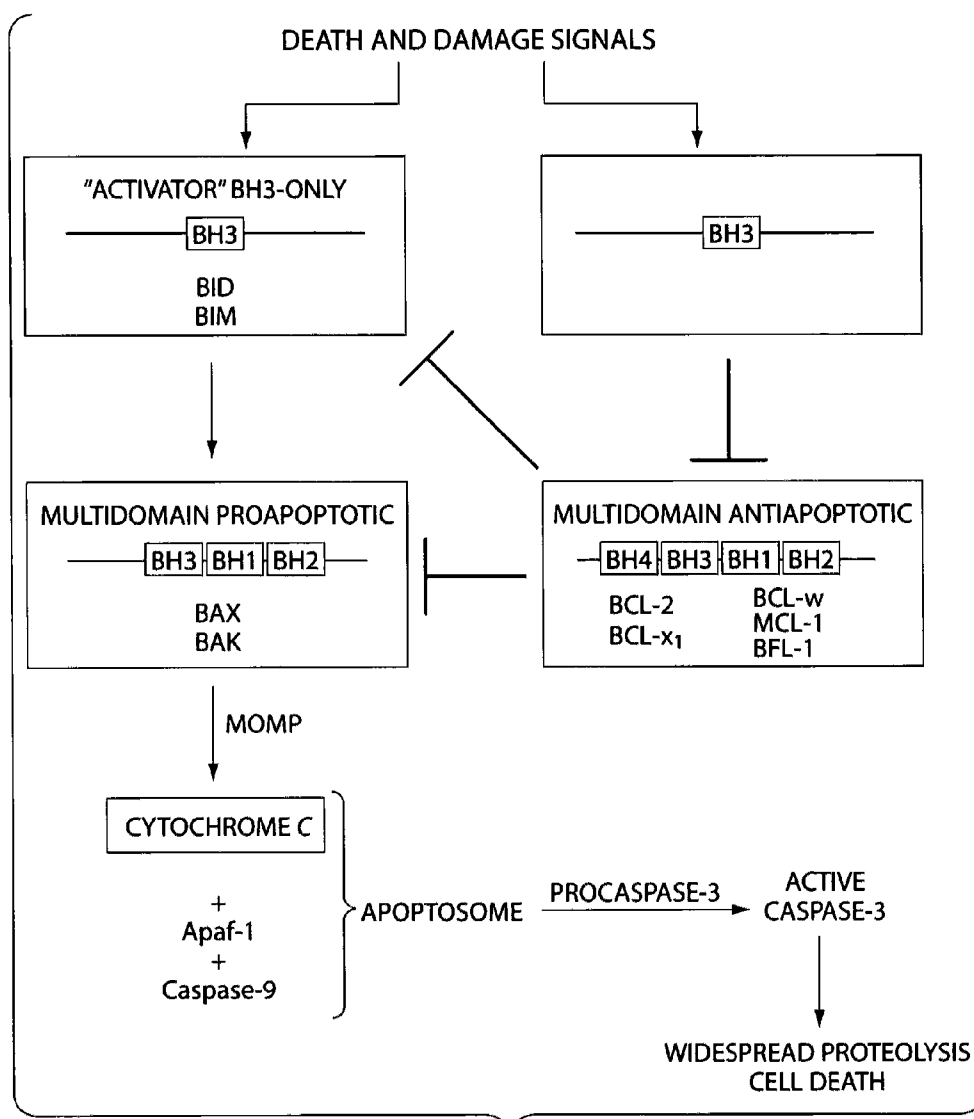 DEATH AND DAMAGE SIGNALS
"ACTIVATOR" BH3-ONLY
BH3
BID
BIM
BH3
MULTIDOMAIN PROAPOPTOTIC
BH3 BH1 BH2
BAX
BAK
MULTIDOMAIN ANTIAPOPTOTIC
BH4 BH3 BH1 BH2
BCL-2
BCL-x1
BCL-w
MCL-1
BFL-1
MOMP
CYTOCHROME C
+
Apaf-1
+
Caspase-9
APOPTOSOME
PROCASPASE-3
ACTIVE
CASPASE-3
WIDESPREAD PROTEOLYSIS
CELL DEATH